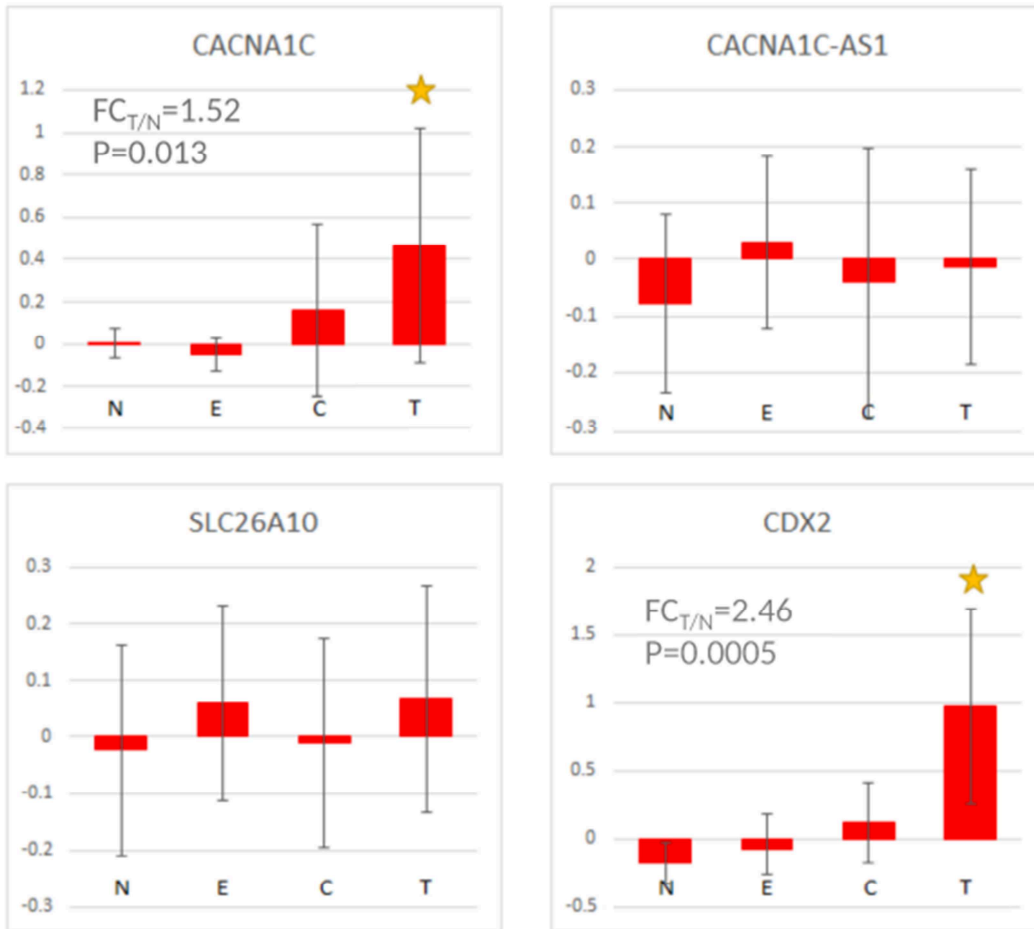 CACNA1C
1.2
1
0.8
0.6
0.4
0.2
0
-0.2
-0.4
FC_T/N=1.52
P=0.013
N E C T
CACNA1C-AS1
0.3
0.2
0.1
0
-0.1
-0.2
-0.3
N E C T
SLC26A10
0.3
0.2
0.1
0
-0.1
-0.2
-0.3
N E C T
CDX2
2
1.5
1
0.5
0
-0.5
FC_T/N=2.46
P=0.0005
N E C T